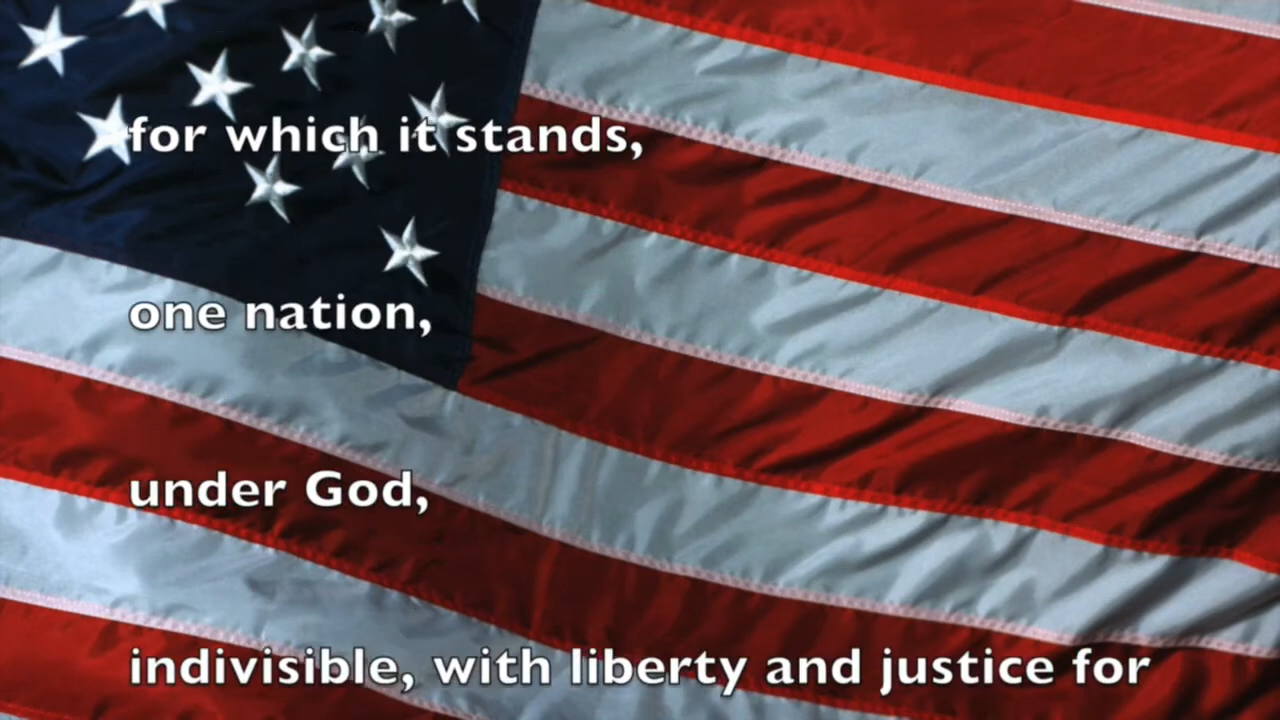 for which it stands,
one nation,
under God,
indivisible, with liberty and justice for